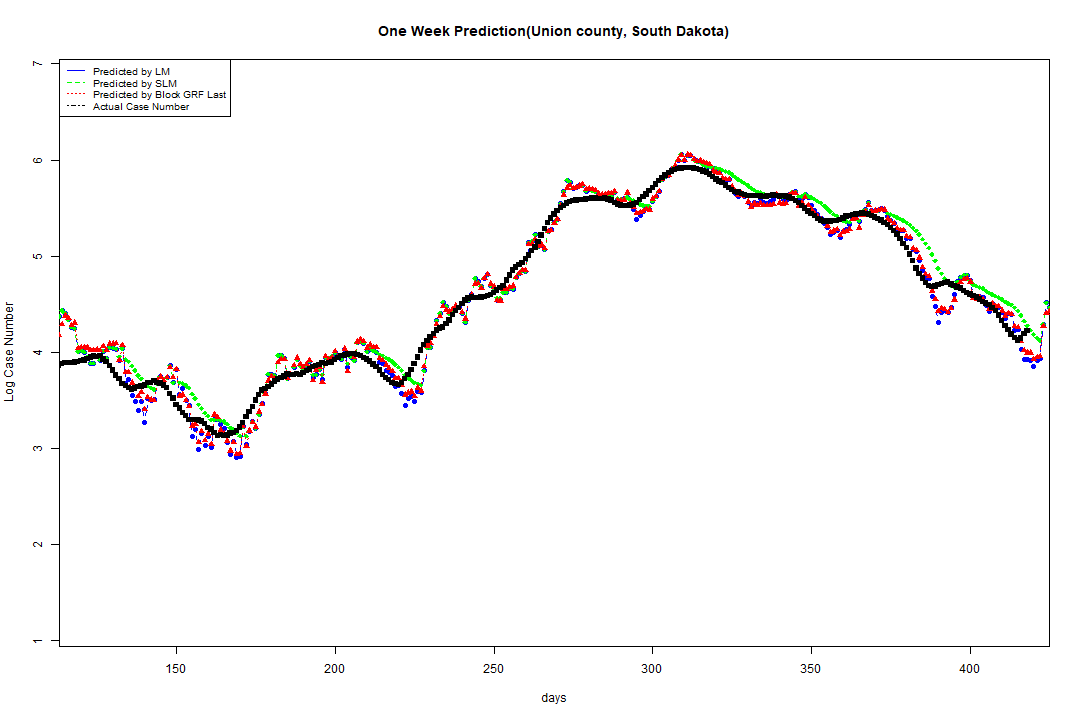 One Week Prediction(Union county, South Dakota)
Predicted by LM
Predicted by SLM
Predicted by Block GRF Last
Actual Case Number
7
6
5
4
3
2
1
Log Case Number
150 200 250 300 350 400
days